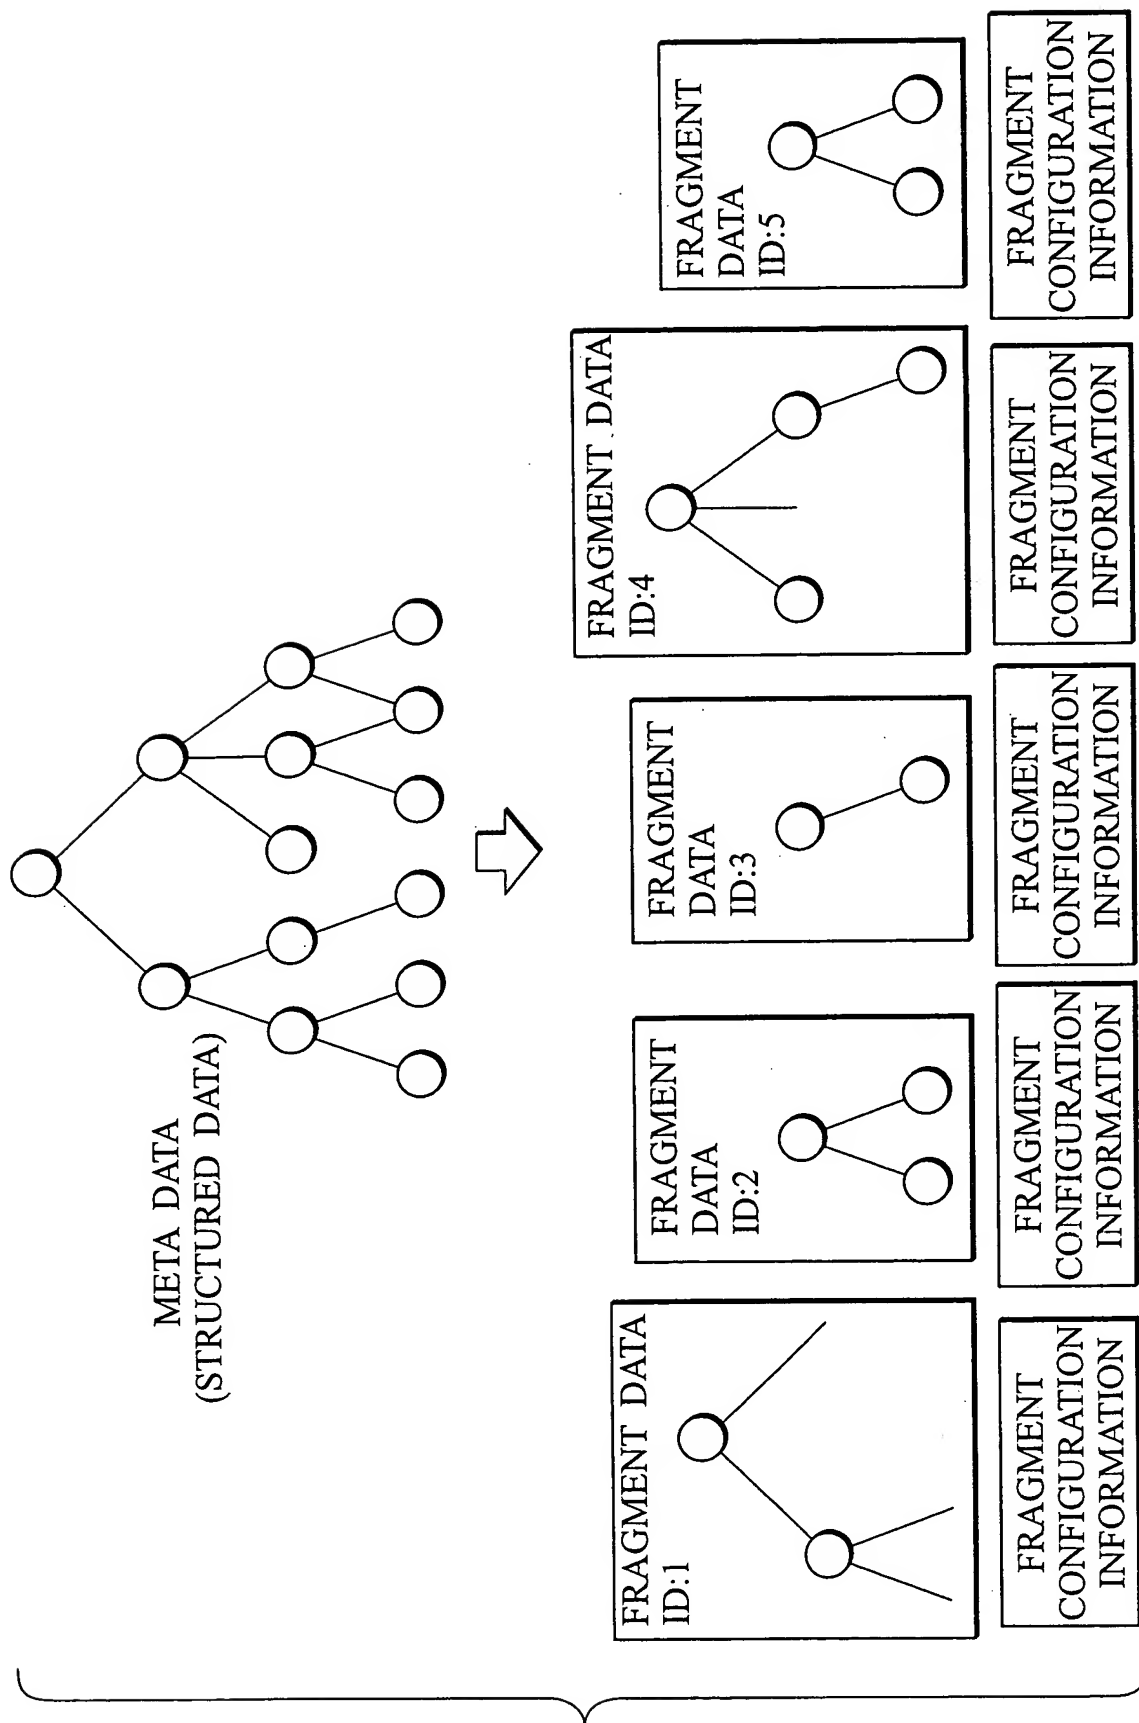 META DATA
(STRUCTURED DATA)
FRAGMENT DATA
ID:1
FRAGMENT
DATA
ID:2
FRAGMENT
DATA
ID:3
FRAGMENT DATA
ID:4
FRAGMENT
DATA
ID:5
FRAGMENT
CONFIGURATION
INFORMATION
FRAGMENT
CONFIGURATION
INFORMATION
FRAGMENT
CONFIGURATION
INFORMATION
FRAGMENT
CONFIGURATION
INFORMATION
FRAGMENT
CONFIGURATION
INFORMATION